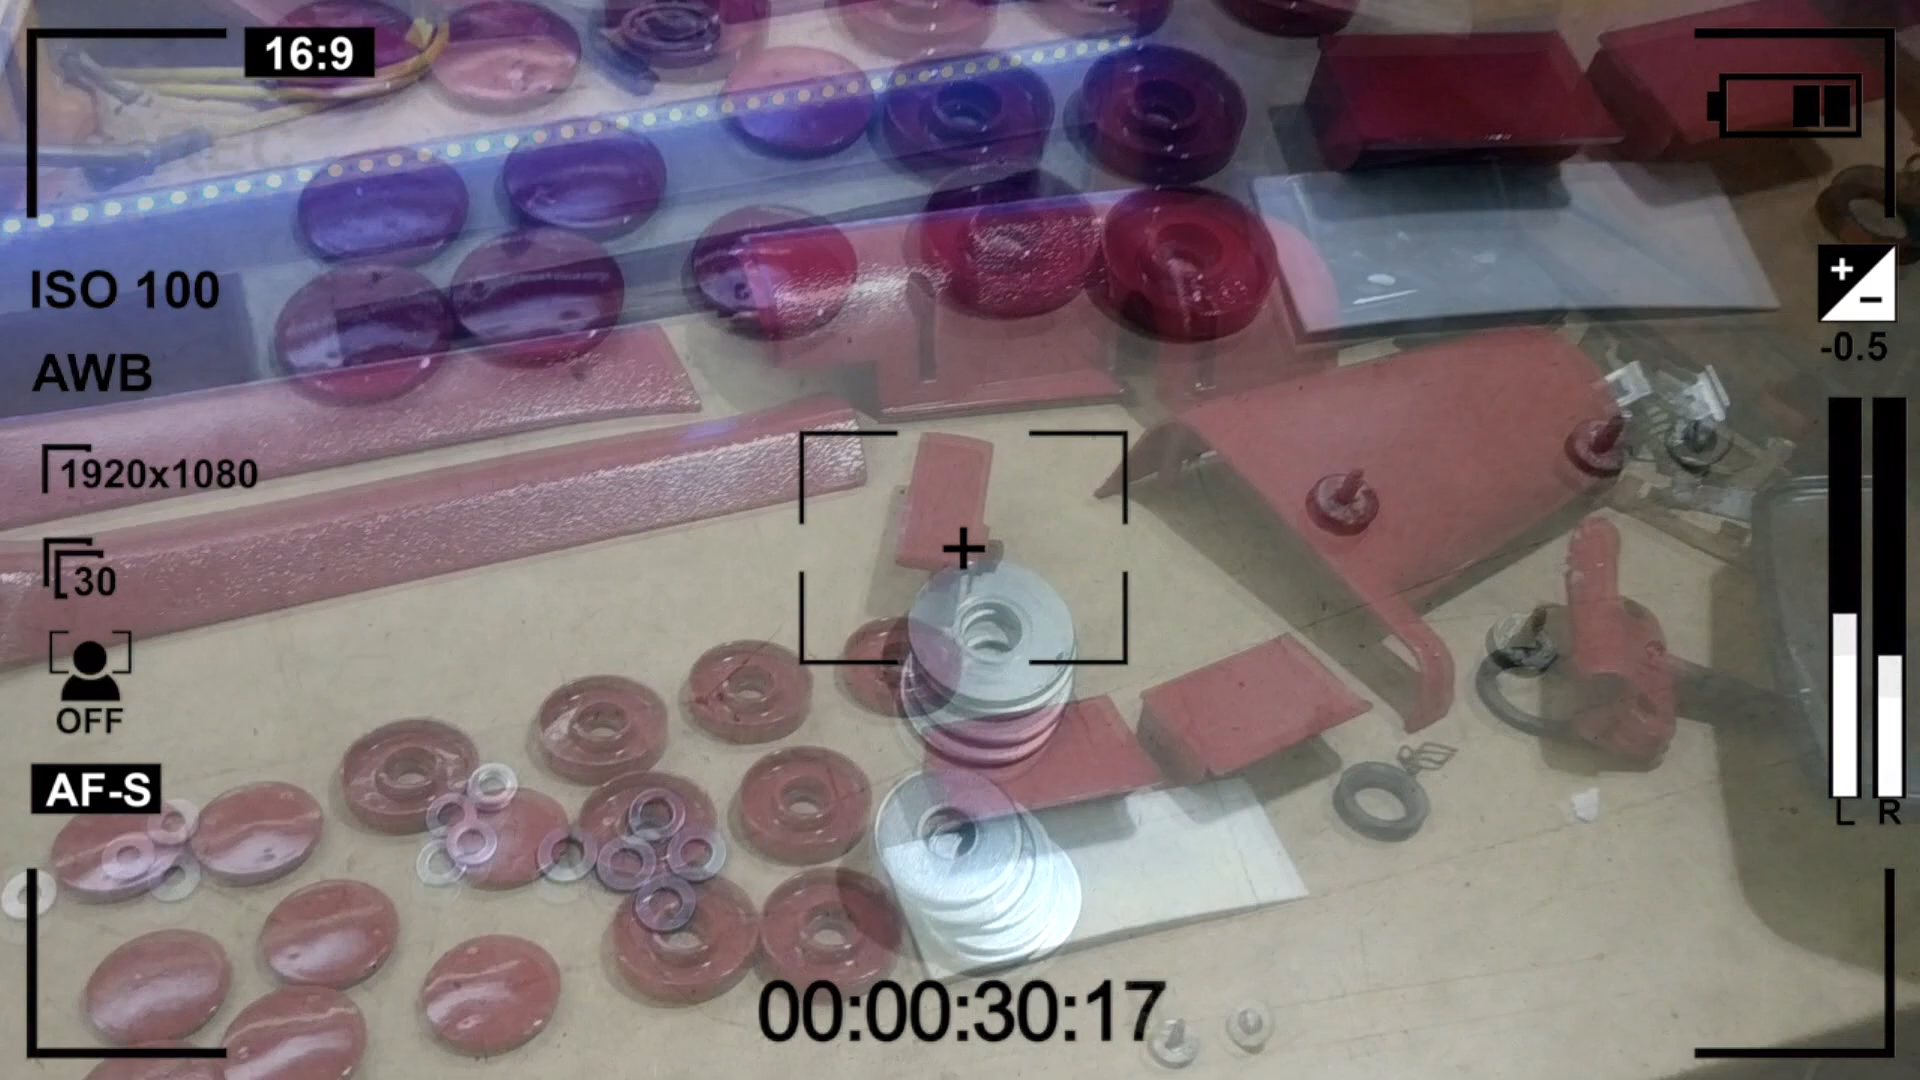 16:9
ISO 100
AWB
1920x1080
30
OFF
AF-S
+
-
-0.5
L R
00:00:30:17